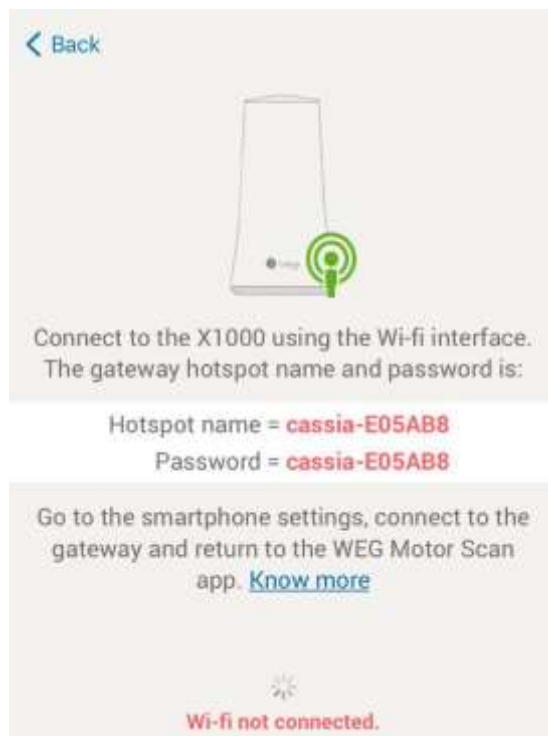 Back
Connect to the X1000 using the Wi-fi interface.
The gateway hotspot name and password is:
Hotspot name = cassia-E05AB8
Password = cassia-E05AB8
Go to the smartphone settings, connect to the
gateway and return to the WEG Motor Scan
app. Know more
Wi-fi not connected.